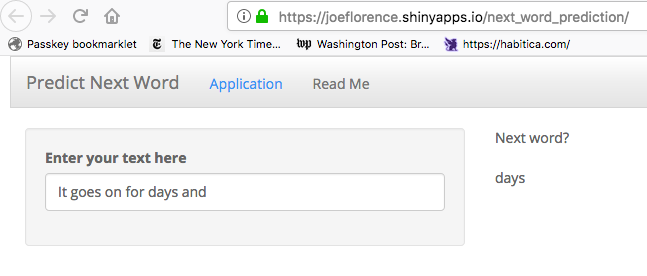 https://joeflorence.shinyapps.io/next_word_prediction/
Passkey bookmarklet T The New York Time... wp Washington Post: Br... https://habitica.com/
Predict Next Word Application Read Me
Enter your text here
It goes on for days and
Next word?
days